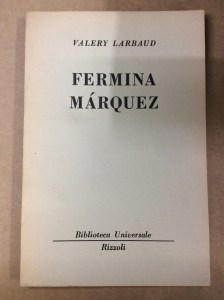 VALERY LARBAUD
FERMINA
MÁRQUEZ
Biblioteca Universale
Rizzoli